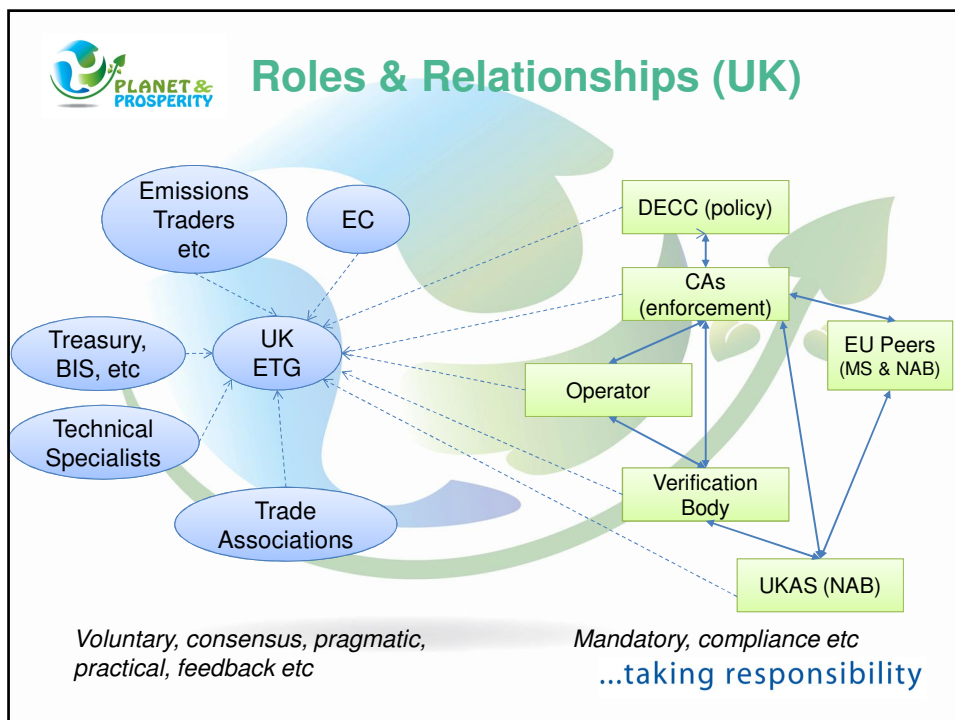 PLANET &
PROSPERITY
Roles & Relationships (UK)
Emissions
Traders
etc
EC
DECC (policy)
CAs
(enforcement)
Treasury,
BIS, etc
UK
ETG
EU Peers
(MS & NAB)
Operator
Technical
Specialists
Verification
Body
Trade
Associations
UKAS (NAB)
Voluntary, consensus, pragmatic,
practical, feedback etc
Mandatory, compliance etc
...taking responsibility